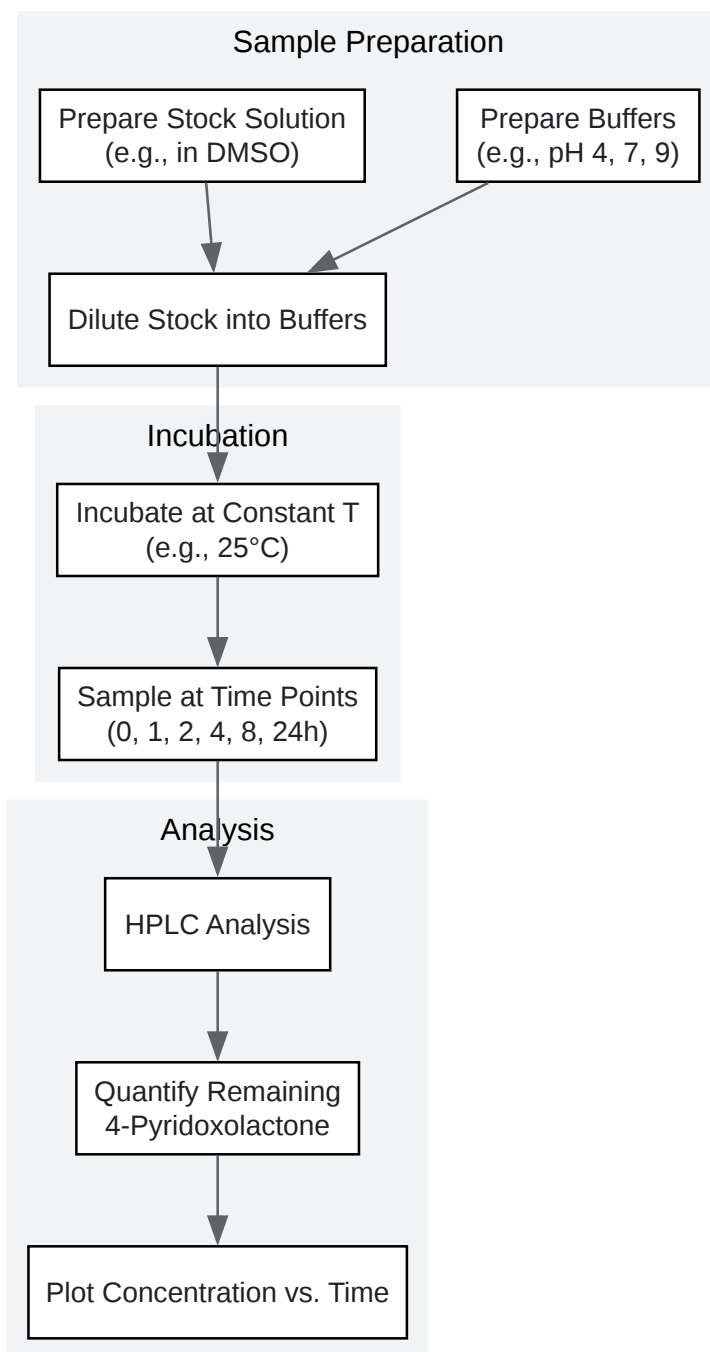 Sample Preparation
Prepare Stock Solution
(e.g., in DMSO)
Prepare Buffers
(e.g., pH 4, 7, 9)
Dilute Stock into Buffers
Incubation
Incubate at Constant T
(e.g., 25°C)
Sample at Time Points
(0, 1, 2, 4, 8, 24h)
Analysis
HPLC Analysis
Quantify Remaining
4-Pyridoxolactone
Plot Concentration vs. Time